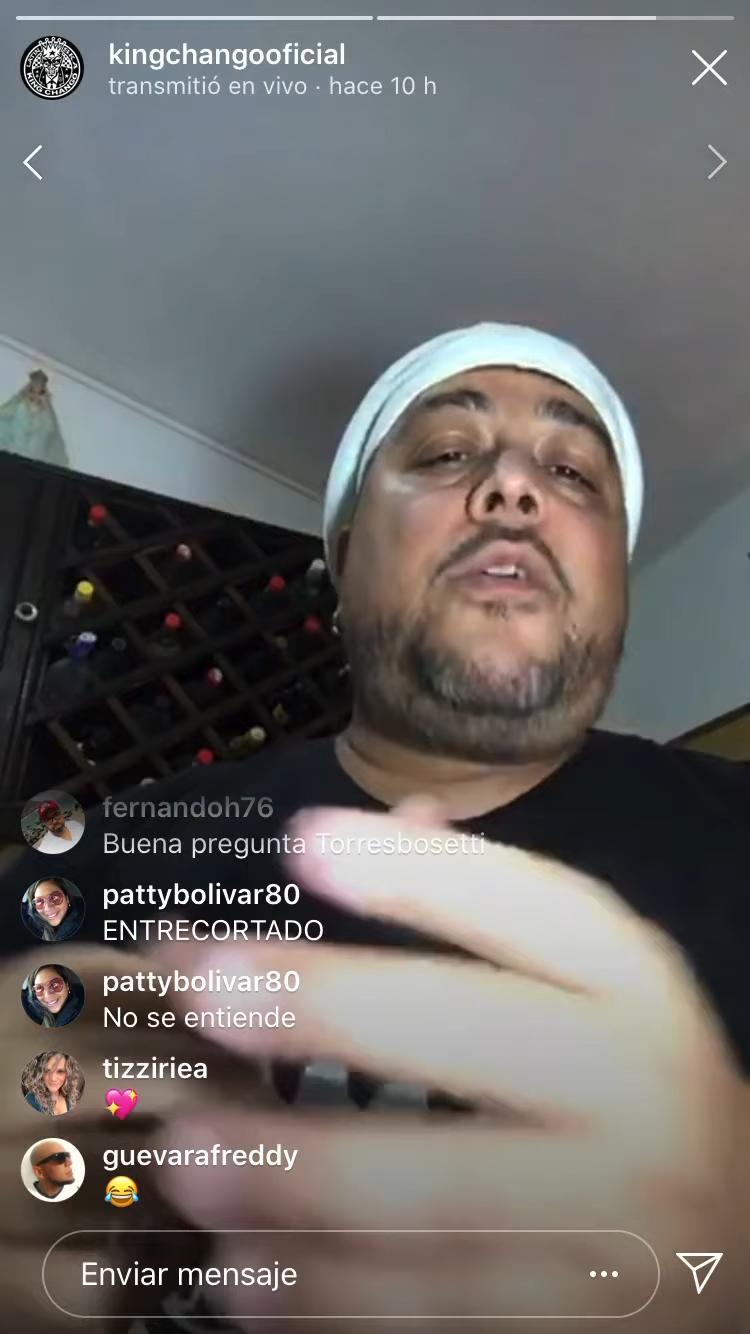 kingchangooficial
transmitió en vivo · hace 10 h
fernandoh76
Buena pregunta Torresbosetti
pattybolivar80
ENTRECORTADO
pattybolivar80
No se entiende
tizziriea
💖
guevarafreddy
😂
Enviar mensaje